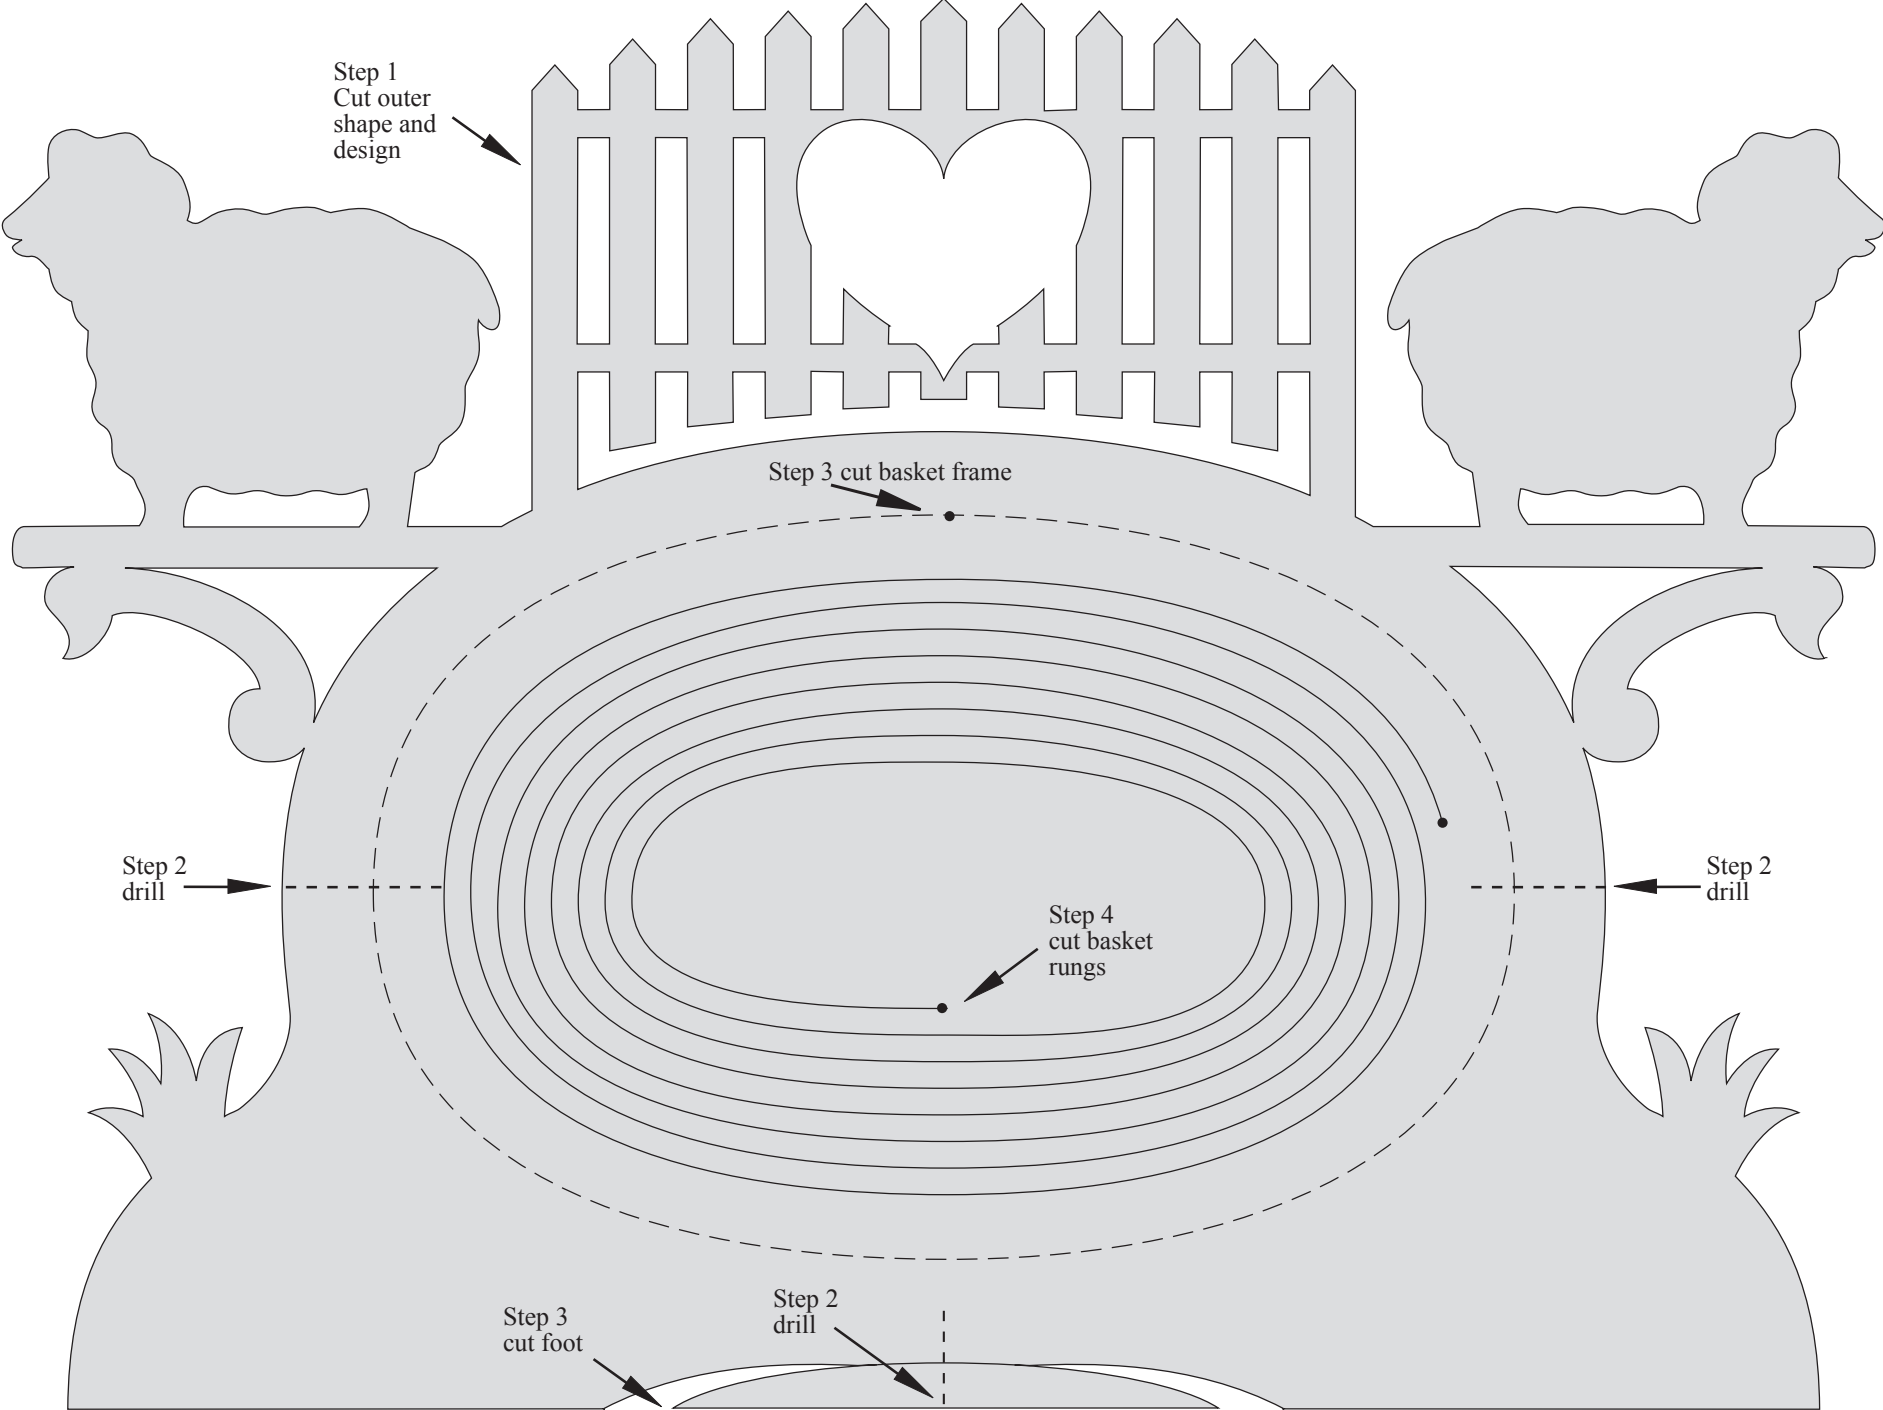 Step 1
Cut outer
shape and
design
Step 3 cut basket frame
Step 2
drill
Step 2
drill
Step 4
cut basket
rungs
Step 2
drill
Step 3
cut foot